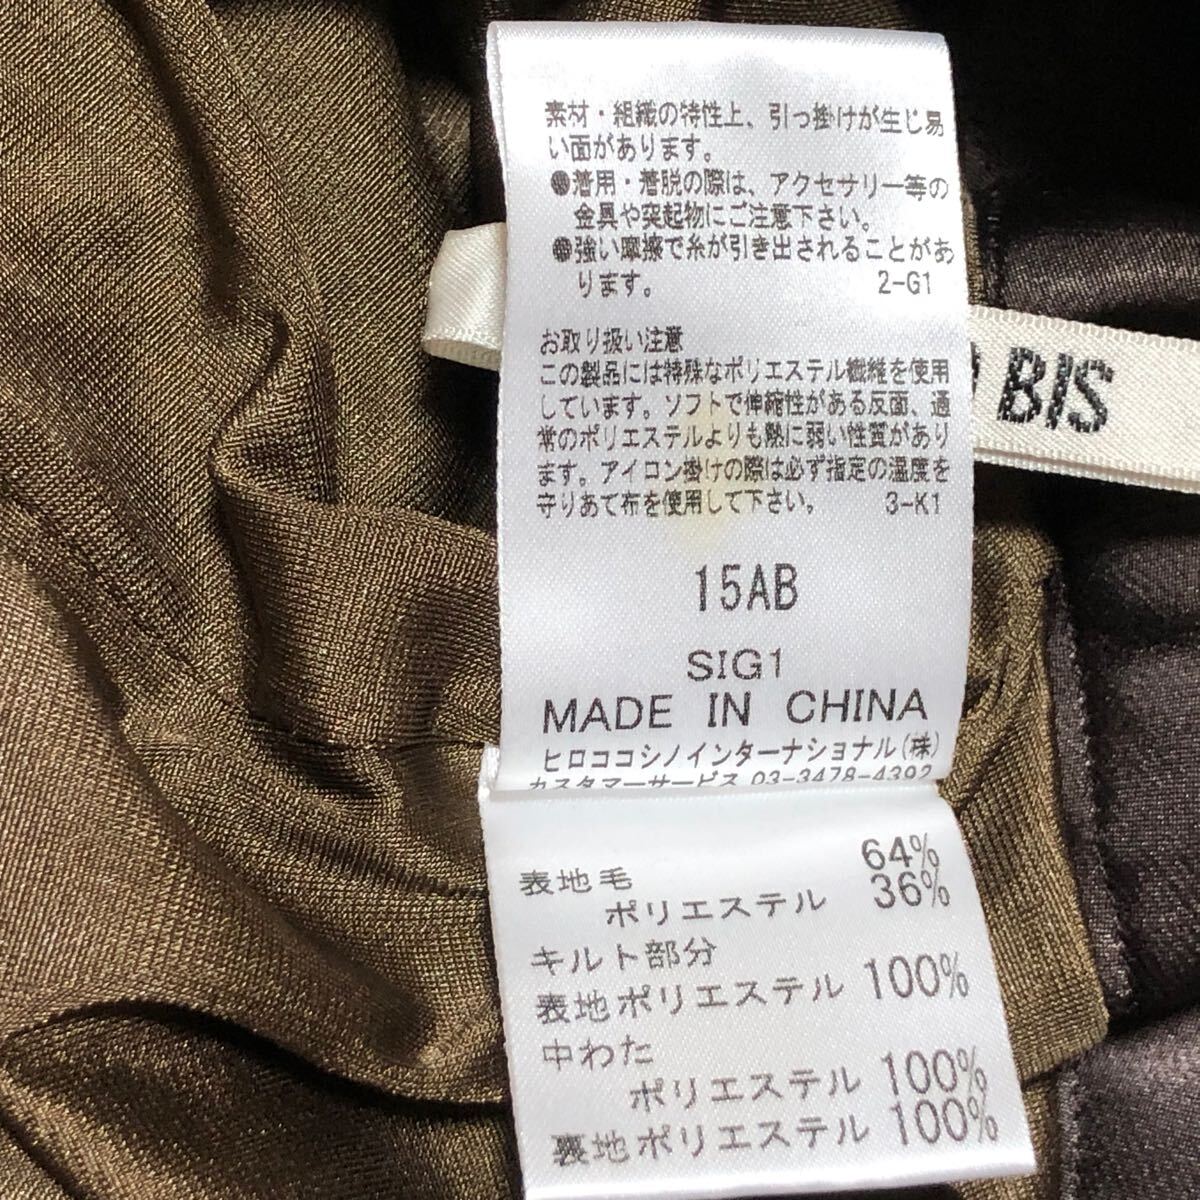 素材・組織の特性上、引っ掛けが生じ易
い面があります。
●着用・着脱の際は、アクセサリー等の
金具や突起物にご注意下さい。
●強い摩擦で糸が引き出されることがあ
ります。 2-G1
お取り扱い注意
この製品には特殊なポリエステル繊維を使用
しています。ソフトで伸縮性がある反面、通
常のポリエステルよりも熱に弱い性質があり
ます。アイロン掛けの際は必ず指定の温度を
守りあて布を使用して下さい。 3-K1
BIS
15AB
SIG1
MADE IN CHINA
ヒロココシノインターナショナル(株)
カスタマーサービス 03-3478-4392
表地毛 64%
ポリエステル 36%
キルト部分
表地ポリエステル 100%
中わた
ポリエステル 100%
裏地ポリエステル 100%